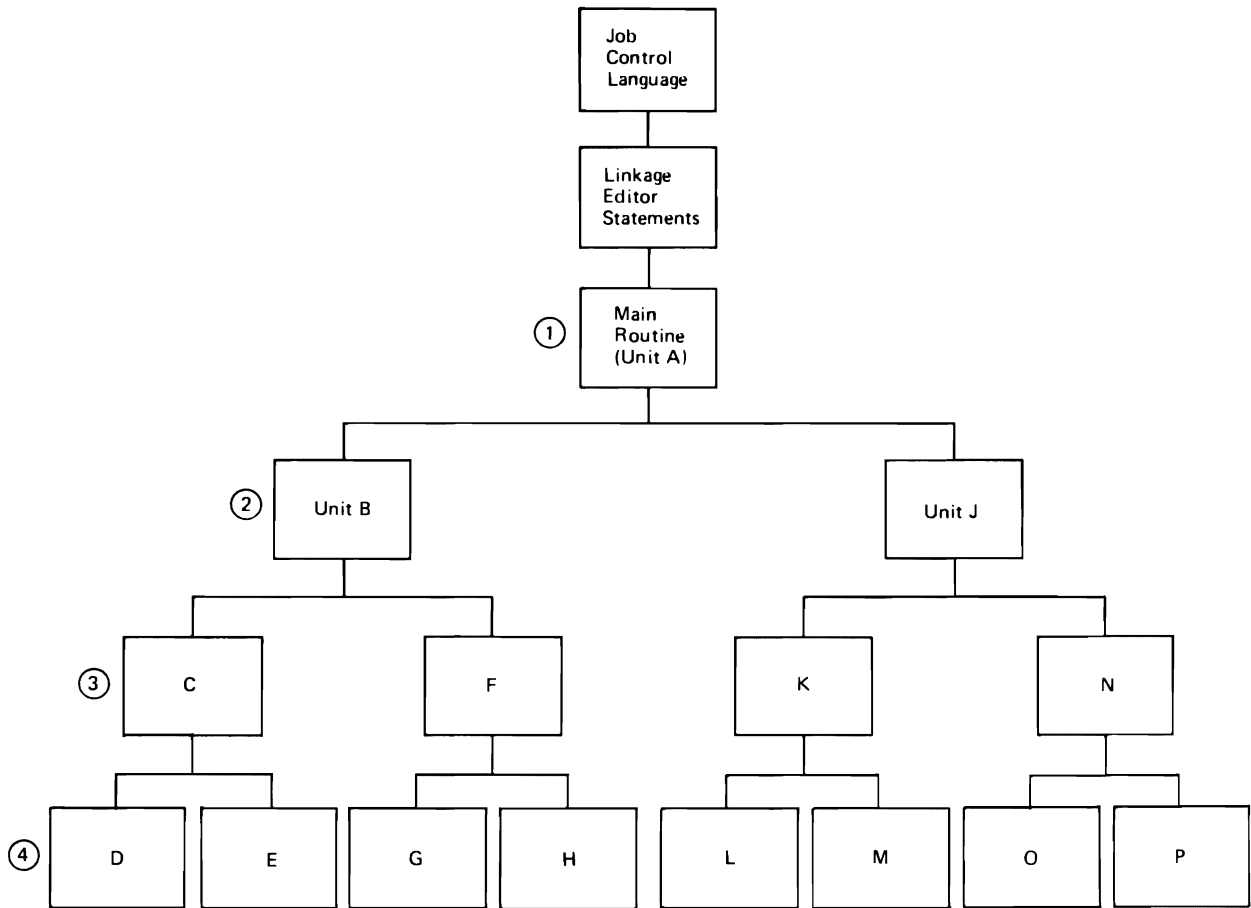 Job
Control
Language
Linkage
Editor
Statements
1
Main
Routine
(Unit A)
2
Unit B
Unit J
3
C
F
K
N
4
D
E
G
H
L
M
O
P